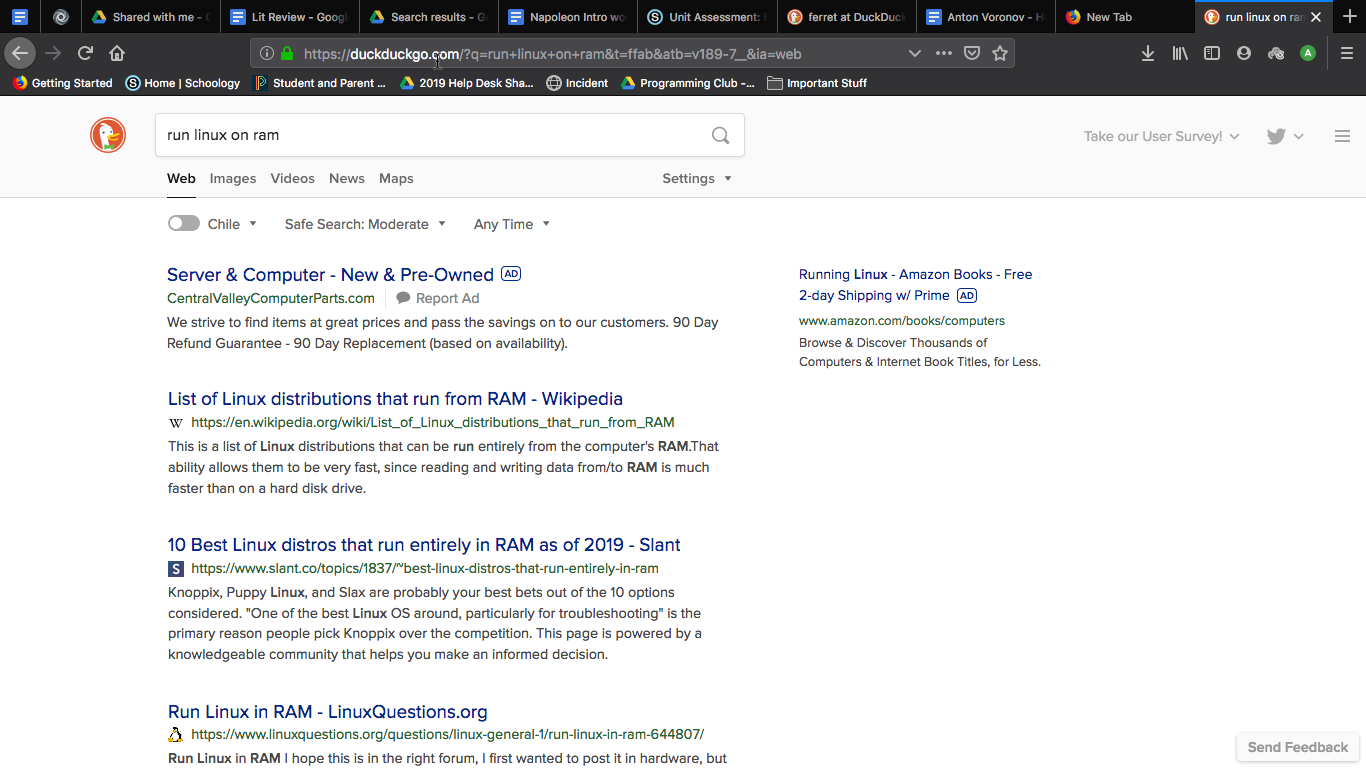 Shared with me -
Lit Review - Google
Search results - G
Napoleon Intro wo
Unit Assessment:
ferret at DuckDuc
Anton Voronov - H
New Tab
run linux on ram
https://duckduckgo.com/?q=run+linux+on+ram&t=ffab&atb=v189-7__&ia=web
A
Getting Started
Home | Schoology
Student and Parent ...
2019 Help Desk Sha...
Incident
Programming Club -...
Important Stuff
run linux on ram
Take our User Survey!
Web Images Videos News Maps
Settings
Chile
Safe Search: Moderate
Any Time
Server & Computer - New & Pre-Owned AD
CentralValleyComputerParts.com
Report Ad
We strive to find items at great prices and pass the savings on to our customers. 90 Day
Refund Guarantee - 90 Day Replacement (based on availability).
List of Linux distributions that run from RAM - Wikipedia
W https://en.wikipedia.org/wiki/List_of_Linux_distributions_that_run_from_RAM
This is a list of Linux distributions that can be run entirely from the computer's RAM.That
ability allows them to be very fast, since reading and writing data from/to RAM is much
faster than on a hard disk drive.
10 Best Linux distros that run entirely in RAM as of 2019 - Slant
S https://www.slant.co/topics/1837/~best-linux-distros-that-run-entirely-in-ram
Knoppix, Puppy Linux, and Slax are probably your best bets out of the 10 options
considered. "One of the best Linux OS around, particularly for troubleshooting" is the
primary reason people pick Knoppix over the competition. This page is powered by a
knowledgeable community that helps you make an informed decision.
Run Linux in RAM - LinuxQuestions.org
https://www.linuxquestions.org/questions/linux-general-1/run-linux-in-ram-644807/
Run Linux in RAM I hope this is in the right forum, I first wanted to post it in hardware, but
Running Linux - Amazon Books - Free
2-day Shipping w/ Prime AD
www.amazon.com/books/computers
Browse & Discover Thousands of
Computers & Internet Book Titles, for Less.
Send Feedback